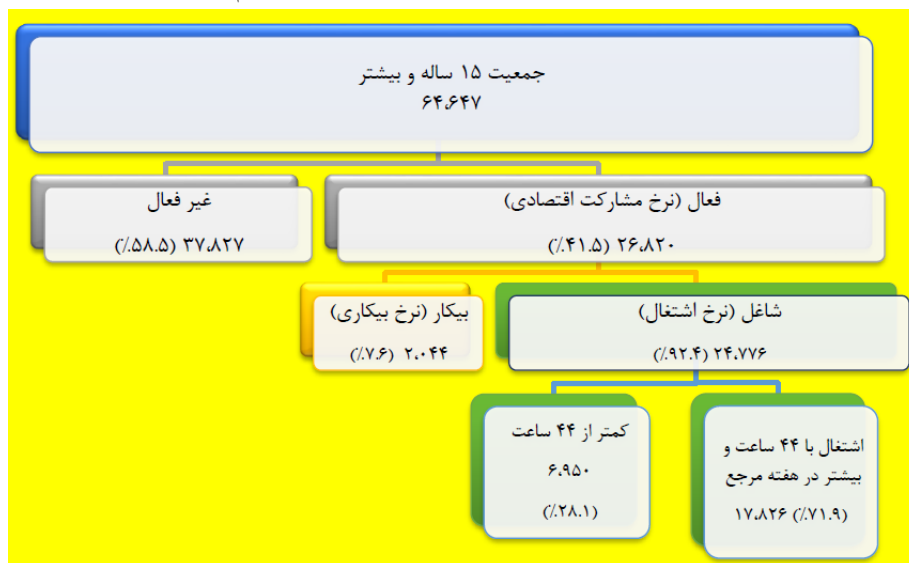 جمعیت ۱۵ ساله و بیشتر
۶۴،۶۴۷
فعال (نرخ مشارکت اقتصادی)
۲۶،۸۲۰ (٪۴۱.۵)
غیر فعال
۳۷،۸۲۷ (٪۵۸.۵)
شاغل (نرخ اشتغال)
۲۴،۷۷۶ (٪۹۲.۴)
بیکار (نرخ بیکاری)
۲،۰۴۴ (٪۷.۶)
اشتغال با ۴۴ ساعت و
بیشتر در هفته مرجع
۱۷،۸۲۶ (٪۷۱.۹)
کمتر از ۴۴ ساعت
۶،۹۵۰
(٪۲۸.۱)